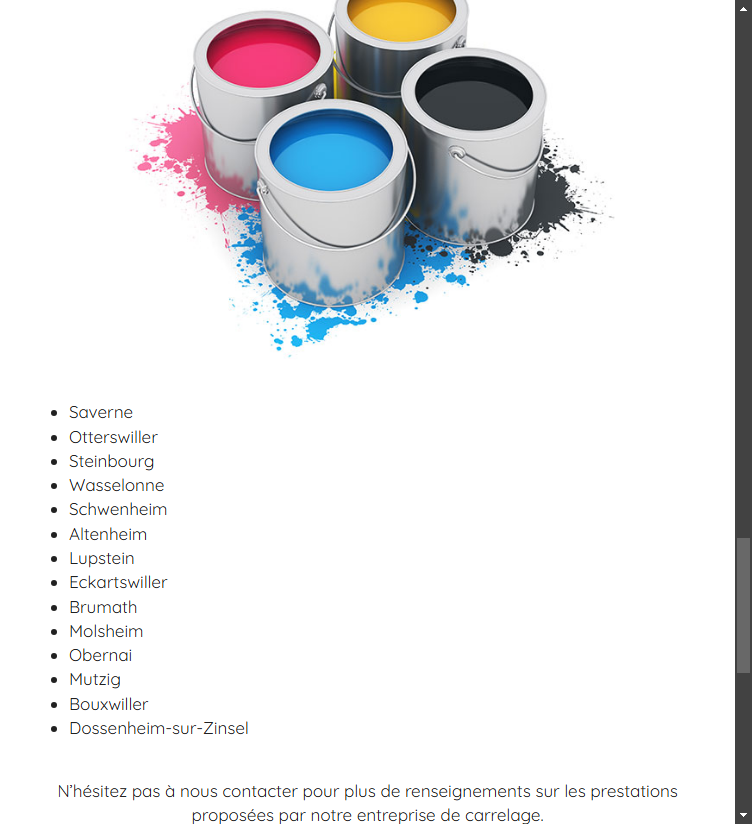 Saverne
Otterswiller
Steinbourg
Wasselonne
Schwenheim
Altenheim
Lupstein
Eckartswiller
Brumath
Molsheim
Obernai
Mutzig
Bouxwiller
Dossenheim-sur-Zinsel
N'hésitez pas à nous contacter pour plus de renseignements sur les prestations
proposées par notre entreprise de carrelage.